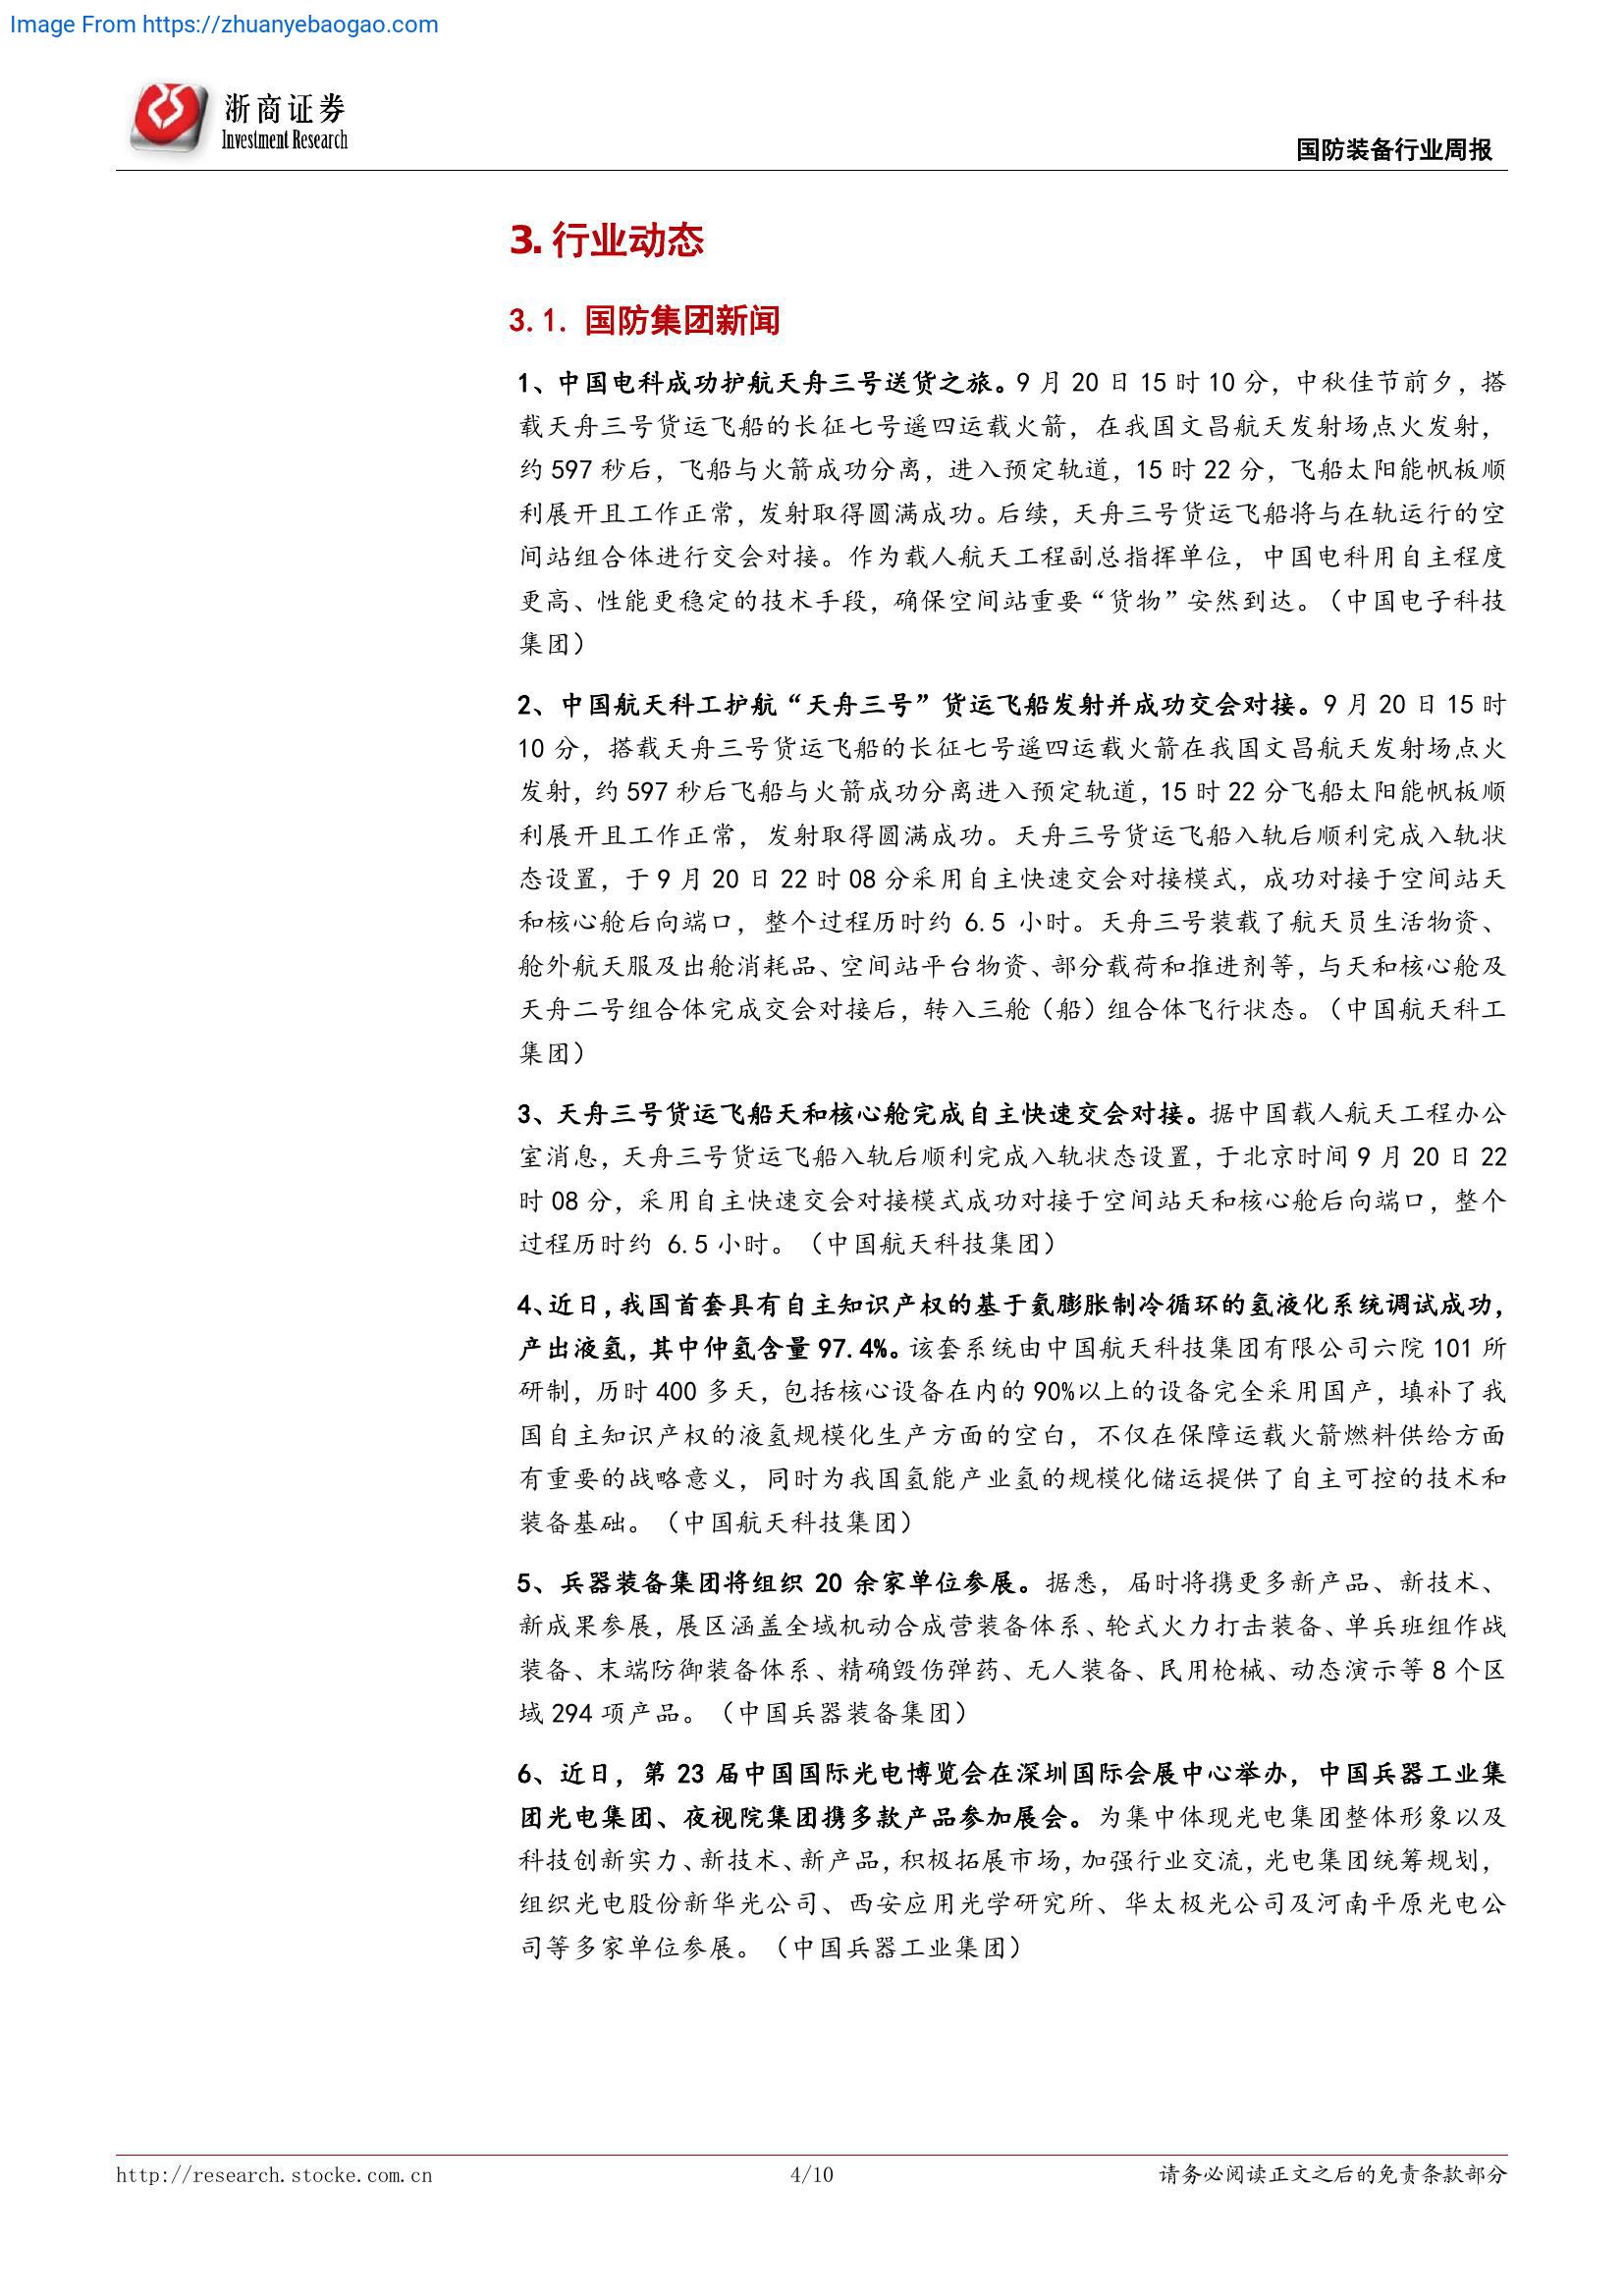 Image From https://zhuanyebaogao.com
浙商证券
Investment Research
国防装备行业周报
3. 行业动态
3.1. 国防集团新闻
1、中国电科成功护航天舟三号送货之旅。9 月 20 日 15 时 10 分，中秋佳节前夕，搭
载天舟三号货运飞船的长征七号遥四运载火箭，在我国文昌航天发射场点火发射，
约 597 秒后，飞船与火箭成功分离，进入预定轨道，15 时 22 分，飞船太阳能帆板顺
利展开且工作正常，发射取得圆满成功。后续，天舟三号货运飞船将与在轨运行的空
间站组合体进行交会对接。作为载人航天工程副总指挥单位，中国电科用自主程度
更高、性能更稳定的技术手段，确保空间站重要“货物”安然到达。（中国电子科技
集团）
2、中国航天科工护航“天舟三号”货运飞船发射并成功交会对接。9 月 20 日 15 时
10 分，搭载天舟三号货运飞船的长征七号遥四运载火箭在我国文昌航天发射场点火
发射，约 597 秒后飞船与火箭成功分离进入预定轨道，15 时 22 分飞船太阳能帆板顺
利展开且工作正常，发射取得圆满成功。天舟三号货运飞船入轨后顺利完成入轨状
态设置，于 9 月 20 日 22 时 08 分采用自主快速交会对接模式，成功对接于空间站天
和核心舱后向端口，整个过程历时约 6.5 小时。天舟三号装载了航天员生活物资、
舱外航天服及出舱消耗品、空间站平台物资、部分载荷和推进剂等，与天和核心舱及
天舟二号组合体完成交会对接后，转入三舱（船）组合体飞行状态。（中国航天科工
集团）
3、天舟三号货运飞船天和核心舱完成自主快速交会对接。据中国载人航天工程办公
室消息，天舟三号货运飞船入轨后顺利完成入轨状态设置，于北京时间 9 月 20 日 22
时 08 分，采用自主快速交会对接模式成功对接于空间站天和核心舱后向端口，整个
过程历时约 6.5 小时。（中国航天科技集团）
4、近日，我国首套具有自主知识产权的基于氦膨胀制冷循环的氢液化系统调试成功，
产出液氢，其中仲氢含量 97.4%。该套系统由中国航天科技集团有限公司六院 101 所
研制，历时 400 多天，包括核心设备在内的 90%以上的设备完全采用国产，填补了我
国自主知识产权的液氢规模化生产方面的空白，不仅在保障运载火箭燃料供给方面
有重要的战略意义，同时为我国氢能产业氢的规模化储运提供了自主可控的技术和
装备基础。（中国航天科技集团）
5、兵器装备集团将组织 20 余家单位参展。据悉，届时将携更多新产品、新技术、
新成果参展，展区涵盖全域机动合成营装备体系、轮式火力打击装备、单兵班组作战
装备、末端防御装备体系、精确毁伤弹药、无人装备、民用枪械、动态演示等 8 个区
域 294 项产品。（中国兵器装备集团）
6、近日，第 23 届中国国际光电博览会在深圳国际会展中心举办，中国兵器工业集
团光电集团、夜视院集团携多款产品参加展会。为集中体现光电集团整体形象以及
科技创新实力、新技术、新产品，积极拓展市场，加强行业交流，光电集团统筹规划，
组织光电股份新华光公司、西安应用光学研究所、华太极光公司及河南平原光电公
司等多家单位参展。（中国兵器工业集团）
http://research.stocke.com.cn
4/10
请务必阅读正文之后的免责条款部分